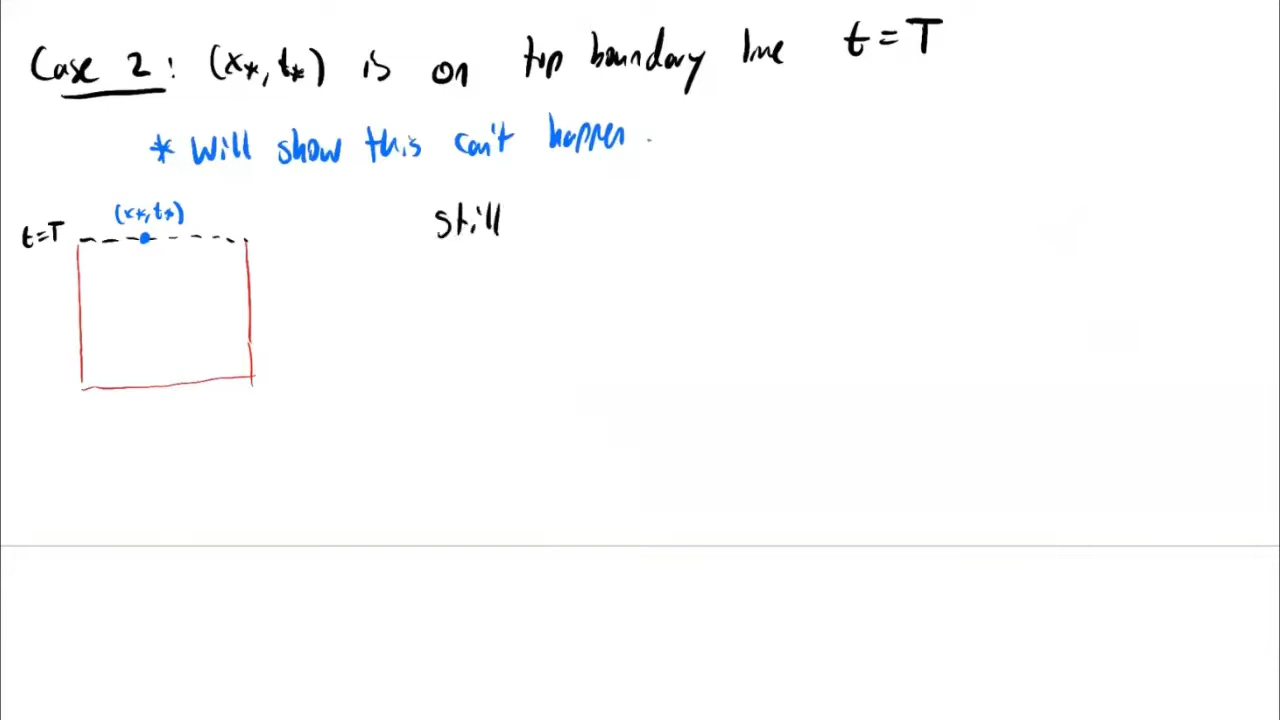 Case 2: (x*, t*) is on top boundary line t = T
* Will show this can't happen.
(x*, t*)
t=T
still